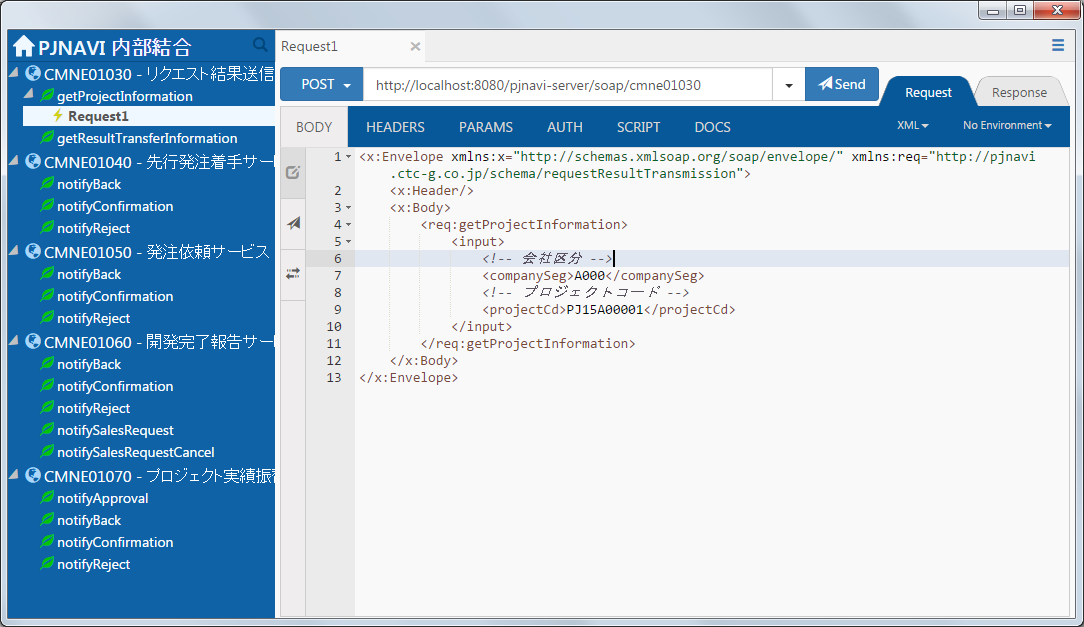 PJNAVI 内部結合
CMNE01030 - リクエスト結果送信
getProjectInformation
Request1
getResultTransferInformation
CMNE01040 - 先行発注着手サー
notifyBack
notifyConfirmation
notifyReject
CMNE01050 - 発注依頼サービス
notifyBack
notifyConfirmation
notifyReject
CMNE01060 - 開発完了報告サー
notifyBack
notifyConfirmation
notifyReject
notifySalesRequest
notifySalesRequestCancel
CMNE01070 - プロジェクト実績振
notifyApproval
notifyBack
notifyConfirmation
notifyReject
Request1
POST http://localhost:8080/pjnavi-server/soap/cmne01030 Send Request Response
BODY HEADERS PARAMS AUTH SCRIPT DOCS XML No Environment
1 <x:Envelope xmlns:x="http://schemas.xmlsoap.org/soap/envelope/" xmlns:req="http://pjnavi
.ctc-g.co.jp/schema/requestResultTransmission">
2 <x:Header/>
3 <x:Body>
4 <req:getProjectInformation>
5 <input>
6 <!-- 会社区分 -->
7 <companySeg>A000</companySeg>
8 <!-- プロジェクトコード -->
9 <projectCd>PJ15A00001</projectCd>
10 </input>
11 </req:getProjectInformation>
12 </x:Body>
13 </x:Envelope>